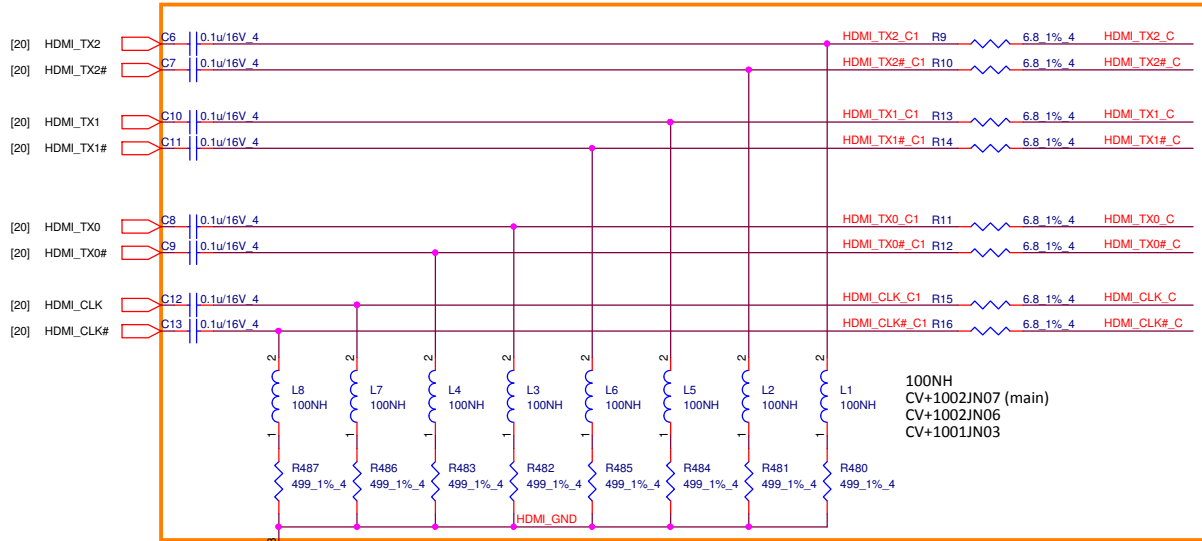 [20] HDMI_TX2 C6 0.1u/16V_4 HDMI_TX2_C1 R9 6.8_1%_4 HDMI_TX2_C
[20] HDMI_TX2# C7 0.1u/16V_4 HDMI_TX2#_C1 R10 6.8_1%_4 HDMI_TX2#_C
[20] HDMI_TX1 C10 0.1u/16V_4 HDMI_TX1_C1 R13 6.8_1%_4 HDMI_TX1_C
[20] HDMI_TX1# C11 0.1u/16V_4 HDMI_TX1#_C1 R14 6.8_1%_4 HDMI_TX1#_C
[20] HDMI_TX0 C8 0.1u/16V_4 HDMI_TX0_C1 R11 6.8_1%_4 HDMI_TX0_C
[20] HDMI_TX0# C9 0.1u/16V_4 HDMI_TX0#_C1 R12 6.8_1%_4 HDMI_TX0#_C
[20] HDMI_CLK C12 0.1u/16V_4 HDMI_CLK_C1 R15 6.8_1%_4 HDMI_CLK_C
[20] HDMI_CLK# C13 0.1u/16V_4 HDMI_CLK#_C1 R16 6.8_1%_4 HDMI_CLK#_C
2 2 2 2 2 2 2 2
L8 L7 L4 L3 L6 L5 L2 L1
100NH 100NH 100NH 100NH 100NH 100NH 100NH 100NH
1 1 1 1 1 1 1 1
100NH
CV+1002JN07 (main)
CV+1002JN06
CV+1001JN03
R487 R486 R483 R482 R485 R484 R481 R480
499_1%_4 499_1%_4 499_1%_4 499_1%_4 499_1%_4 499_1%_4 499_1%_4 499_1%_4
HDMI_GND